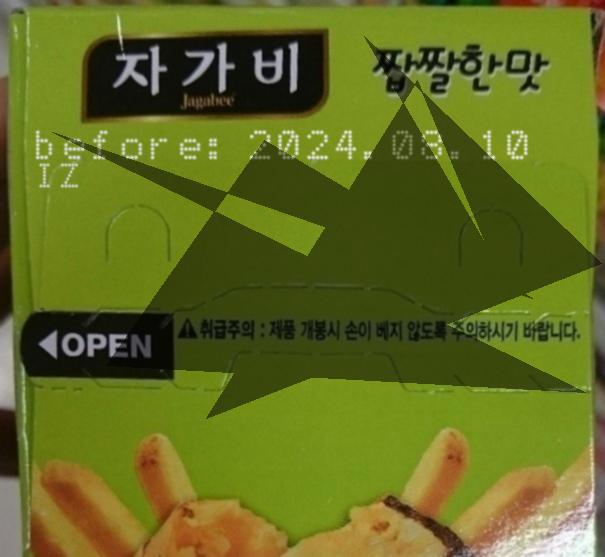 자가비
Jagabee
짭짤한맛
before: 2024.08.10
IZ
OPEN
취급주의 : 제품 개봉시 손이 베지 않도록 주의하시기 바랍니다.